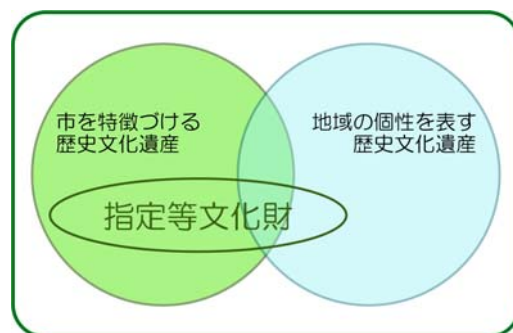 市を特徴づける
歴史文化遺産
地域の個性を表す
歴史文化遺産
指定等文化財